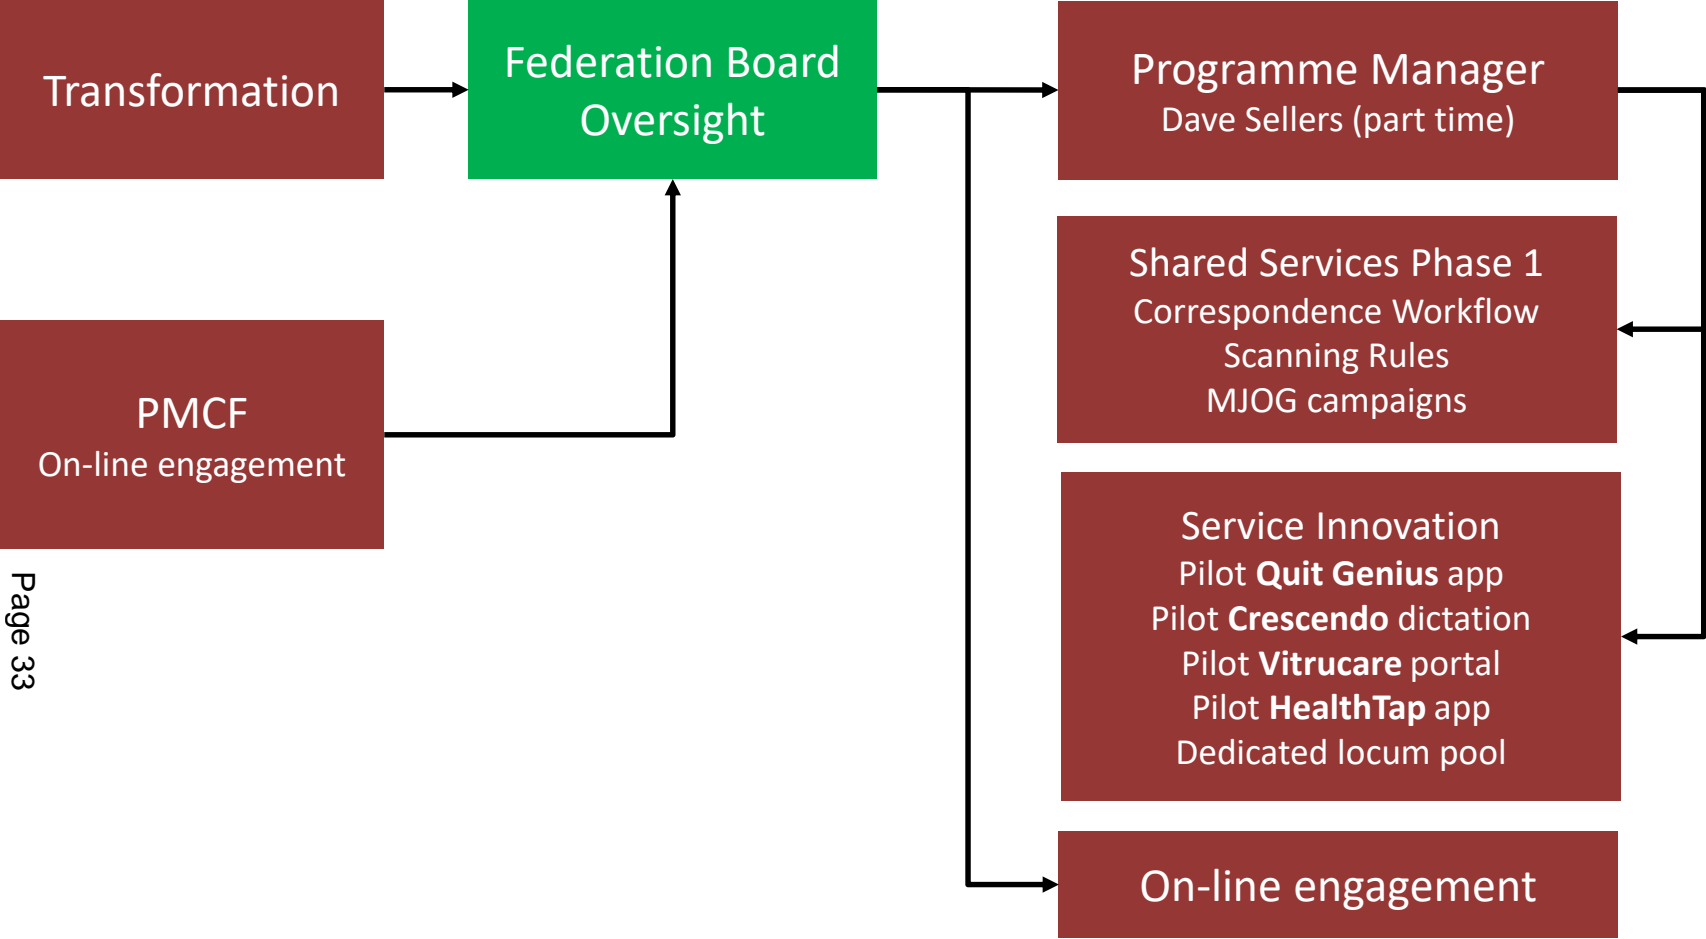 Transformation
Federation Board
Oversight
Programme Manager
Dave Sellers (part time)
Shared Services Phase 1
Correspondence Workflow
Scanning Rules
MJOG campaigns
PMCF
On-line engagement
Service Innovation
Pilot Quit Genius app
Pilot Crescendo dictation
Pilot Vitrucare portal
Pilot HealthTap app
Dedicated locum pool
On-line engagement
Page 33